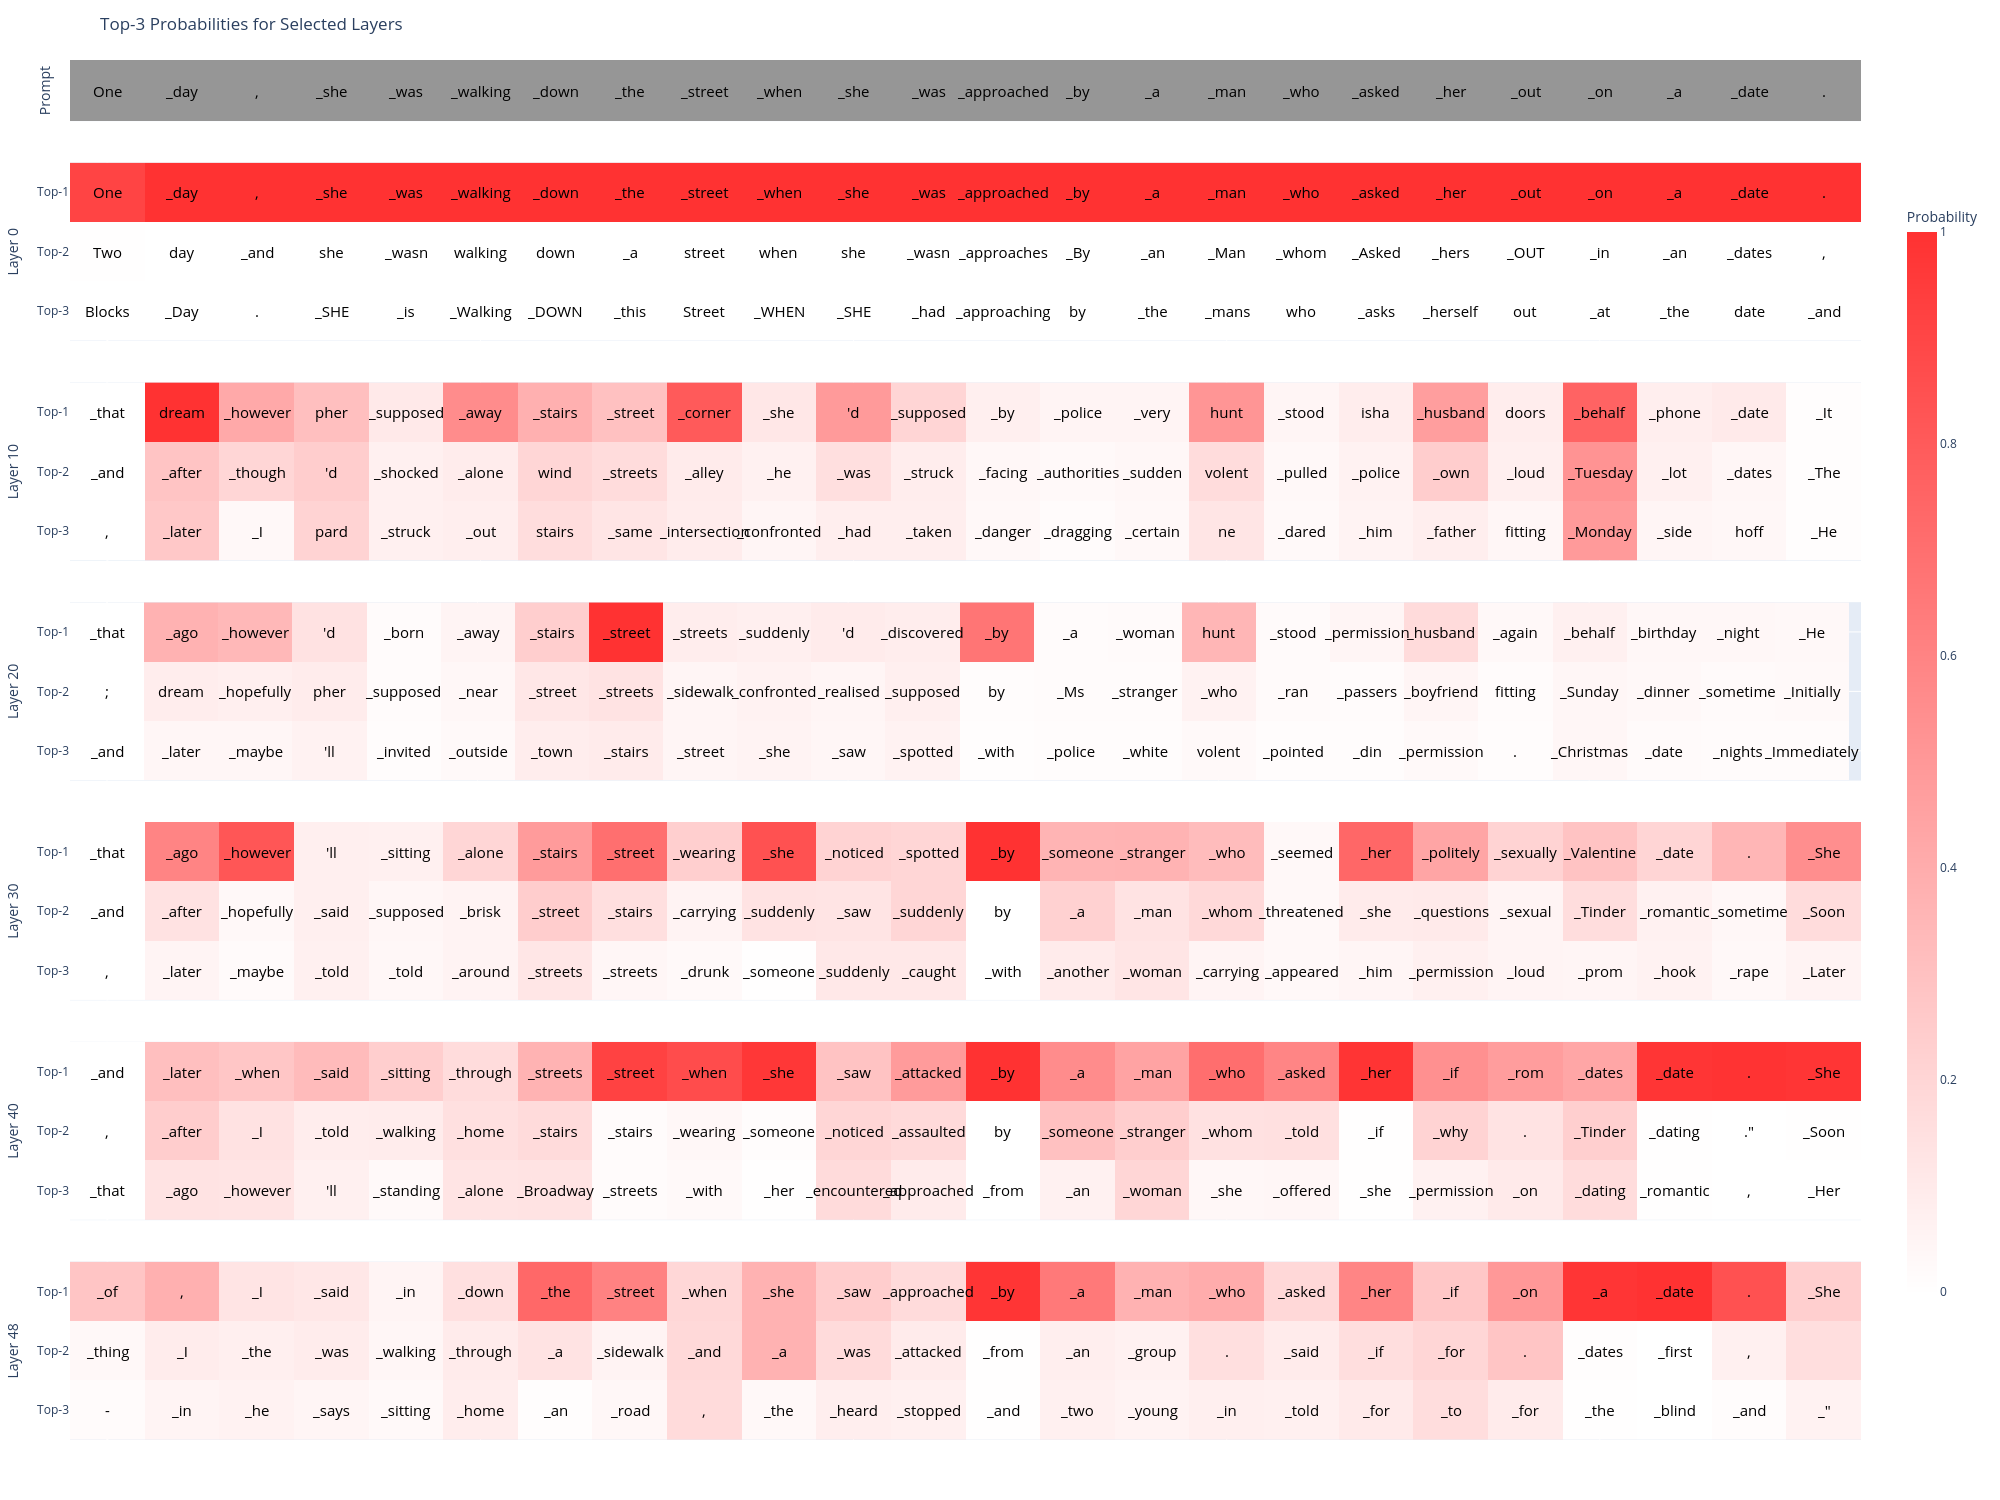 Top-3 Probabilities for Selected Layers
Prompt
One _day , _she _was _walking _down _the _street _when _she _was _approached _by _a _man _who _asked _her _out _on _a _date .
Layer 0
Top-1 One _day , _she _was _walking _down _the _street _when _she _was _approached _by _a _man _who _asked _her _out _on _a _date .
Top-2 Two day _and she _wasn walking down _a street when she _wasn _approaches _By _an _Man _whom _Asked _hers _OUT _in _an _dates ,
Top-3 Blocks _Day . _SHE _is _Walking _DOWN _this Street _WHEN _SHE _had _approaching by _the _mans who _asks _herself out _at _the date _and
Layer 10
Top-1 _that dream _however pher _supposed _away _stairs _street _corner _she 'd _supposed _by _police _very hunt _stood isha _husband doors _behalf _phone _date _It
Top-2 _and _after _though 'd _shocked _alone wind _streets _alley _he _was _struck _facing _authorities _sudden volent _pulled _police _own _loud _Tuesday _lot _dates _The
Top-3 , _later _I pard _struck _out stairs _same _intersection _confronted _had _taken _danger _dragging _certain ne _dared _him _father fitting _Monday _side hoff _He
Layer 20
Top-1 _that _ago _however 'd _born _away _stairs _street _streets _suddenly 'd _discovered _by _a _woman hunt _stood _permission _husband _again _behalf _birthday _night _He
Top-2 ; dream _hopefully pher _supposed _near _street _streets _sidewalk _confronted _realised _supposed by _Ms _stranger _who _ran _passers _boyfriend fitting _Sunday _dinner _sometime _Initially
Top-3 _and _later _maybe 'll _invited _outside _town _stairs _street _she _saw _spotted _with _police _white volent _pointed _din _permission . _Christmas _date _nights _Immediately
Layer 30
Top-1 _that _ago _however 'll _sitting _alone _stairs _street _wearing _she _noticed _spotted _by _someone _stranger _who _seemed _her _politely _sexually _Valentine _date . _She
Top-2 _and _after _hopefully _said _supposed _brisk _street _stairs _carrying _suddenly _saw _suddenly by _a _man _whom _threatened _she _questions _sexual _Tinder _romantic _sometime _Soon
Top-3 , _later _maybe _told _told _around _streets _streets _drunk _someone _suddenly _caught _with _another _woman _carrying _appeared _him _permission _loud _prom _hook _rape _Later
Layer 40
Top-1 _and _later _when _said _sitting _through _streets _street _when _she _saw _attacked _by _a _man _who _asked _her _if _rom _dates _date . _She
Top-2 , _after _I _told _walking _home _stairs _stairs _wearing _someone _noticed _assaulted by _someone _stranger _whom _told _if _why . _Tinder _dating ." _Soon
Top-3 _that _ago _however 'll _standing _alone _Broadway _streets _with _her _encountered _approached _from _an _woman _she _offered _she _permission _on _dating _romantic , _Her
Layer 48
Top-1 _of , _I _said _in _down _the _street _when _she _saw _approached _by _a _man _who _asked _her _if _on _a _date . _She
Top-2 _thing _I _the _was _walking _through _a _sidewalk _and _a _was _attacked _from _an _group . _said _if _for . _dates _first ,
Top-3 - _in _he _says _sitting _home _an _road , _the _heard _stopped _and _two _young _in _told _for _to _for _the _blind _and _"
Probability
1
0.8
0.6
0.4
0.2
0